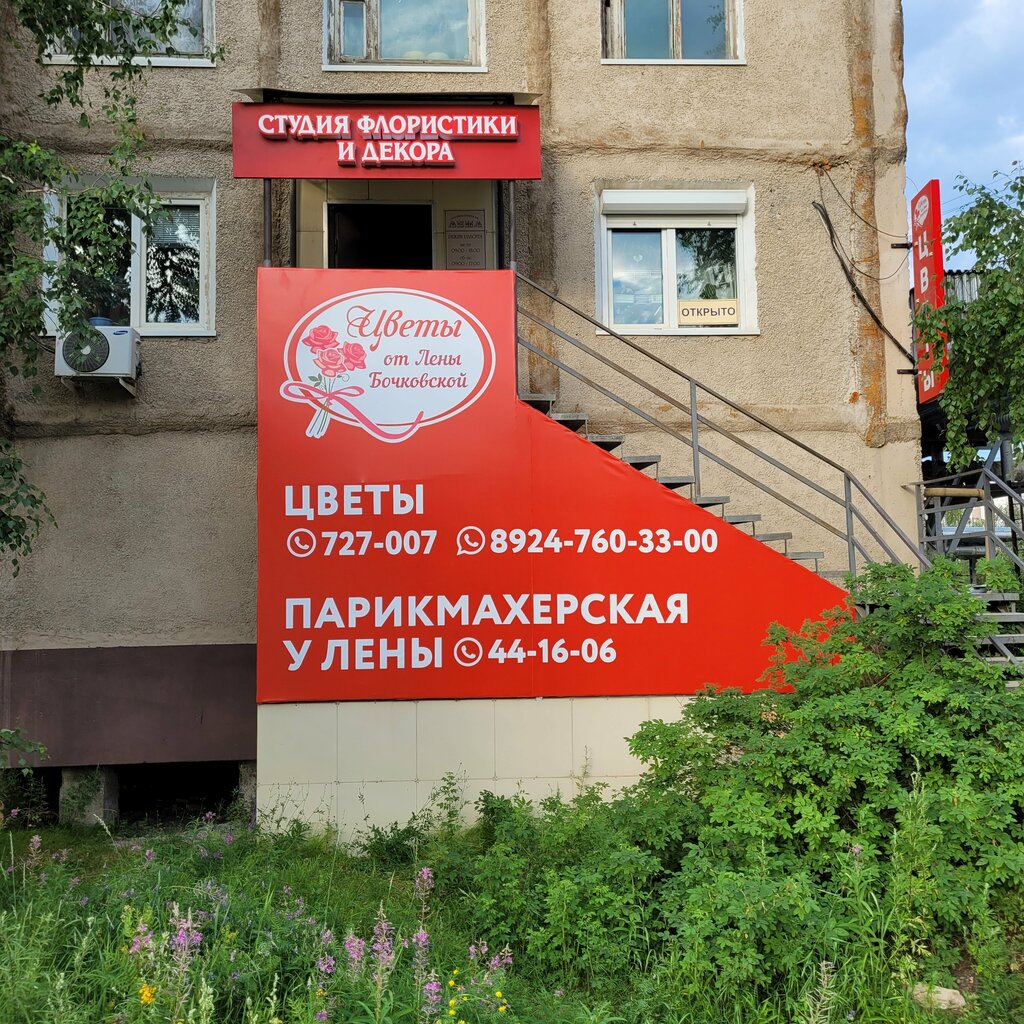 СТУДИЯ ФЛОРИСТИКИ
И ДЕКОРА
ОТКРЫТО
Цветы
от Лены
Бочковской
ЦВЕТЫ
727-007 8924-760-33-00
ПАРИКМАХЕРСКАЯ
У ЛЕНЫ 44-16-06